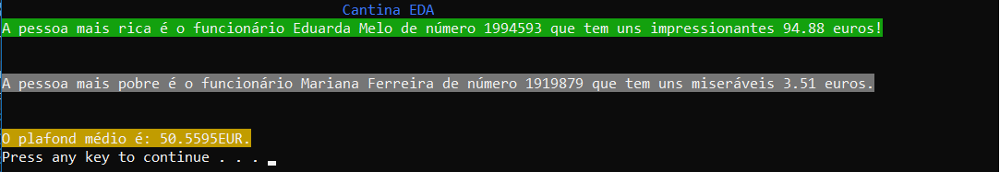 Cantina EDA
A pessoa mais rica é o funcionário Eduarda Melo de número 1994593 que tem uns impressionantes 94.88 euros!
A pessoa mais pobre é o funcionário Mariana Ferreira de número 1919879 que tem uns miseráveis 3.51 euros.
O plafond médio é: 50.5595EUR.
Press any key to continue . . .